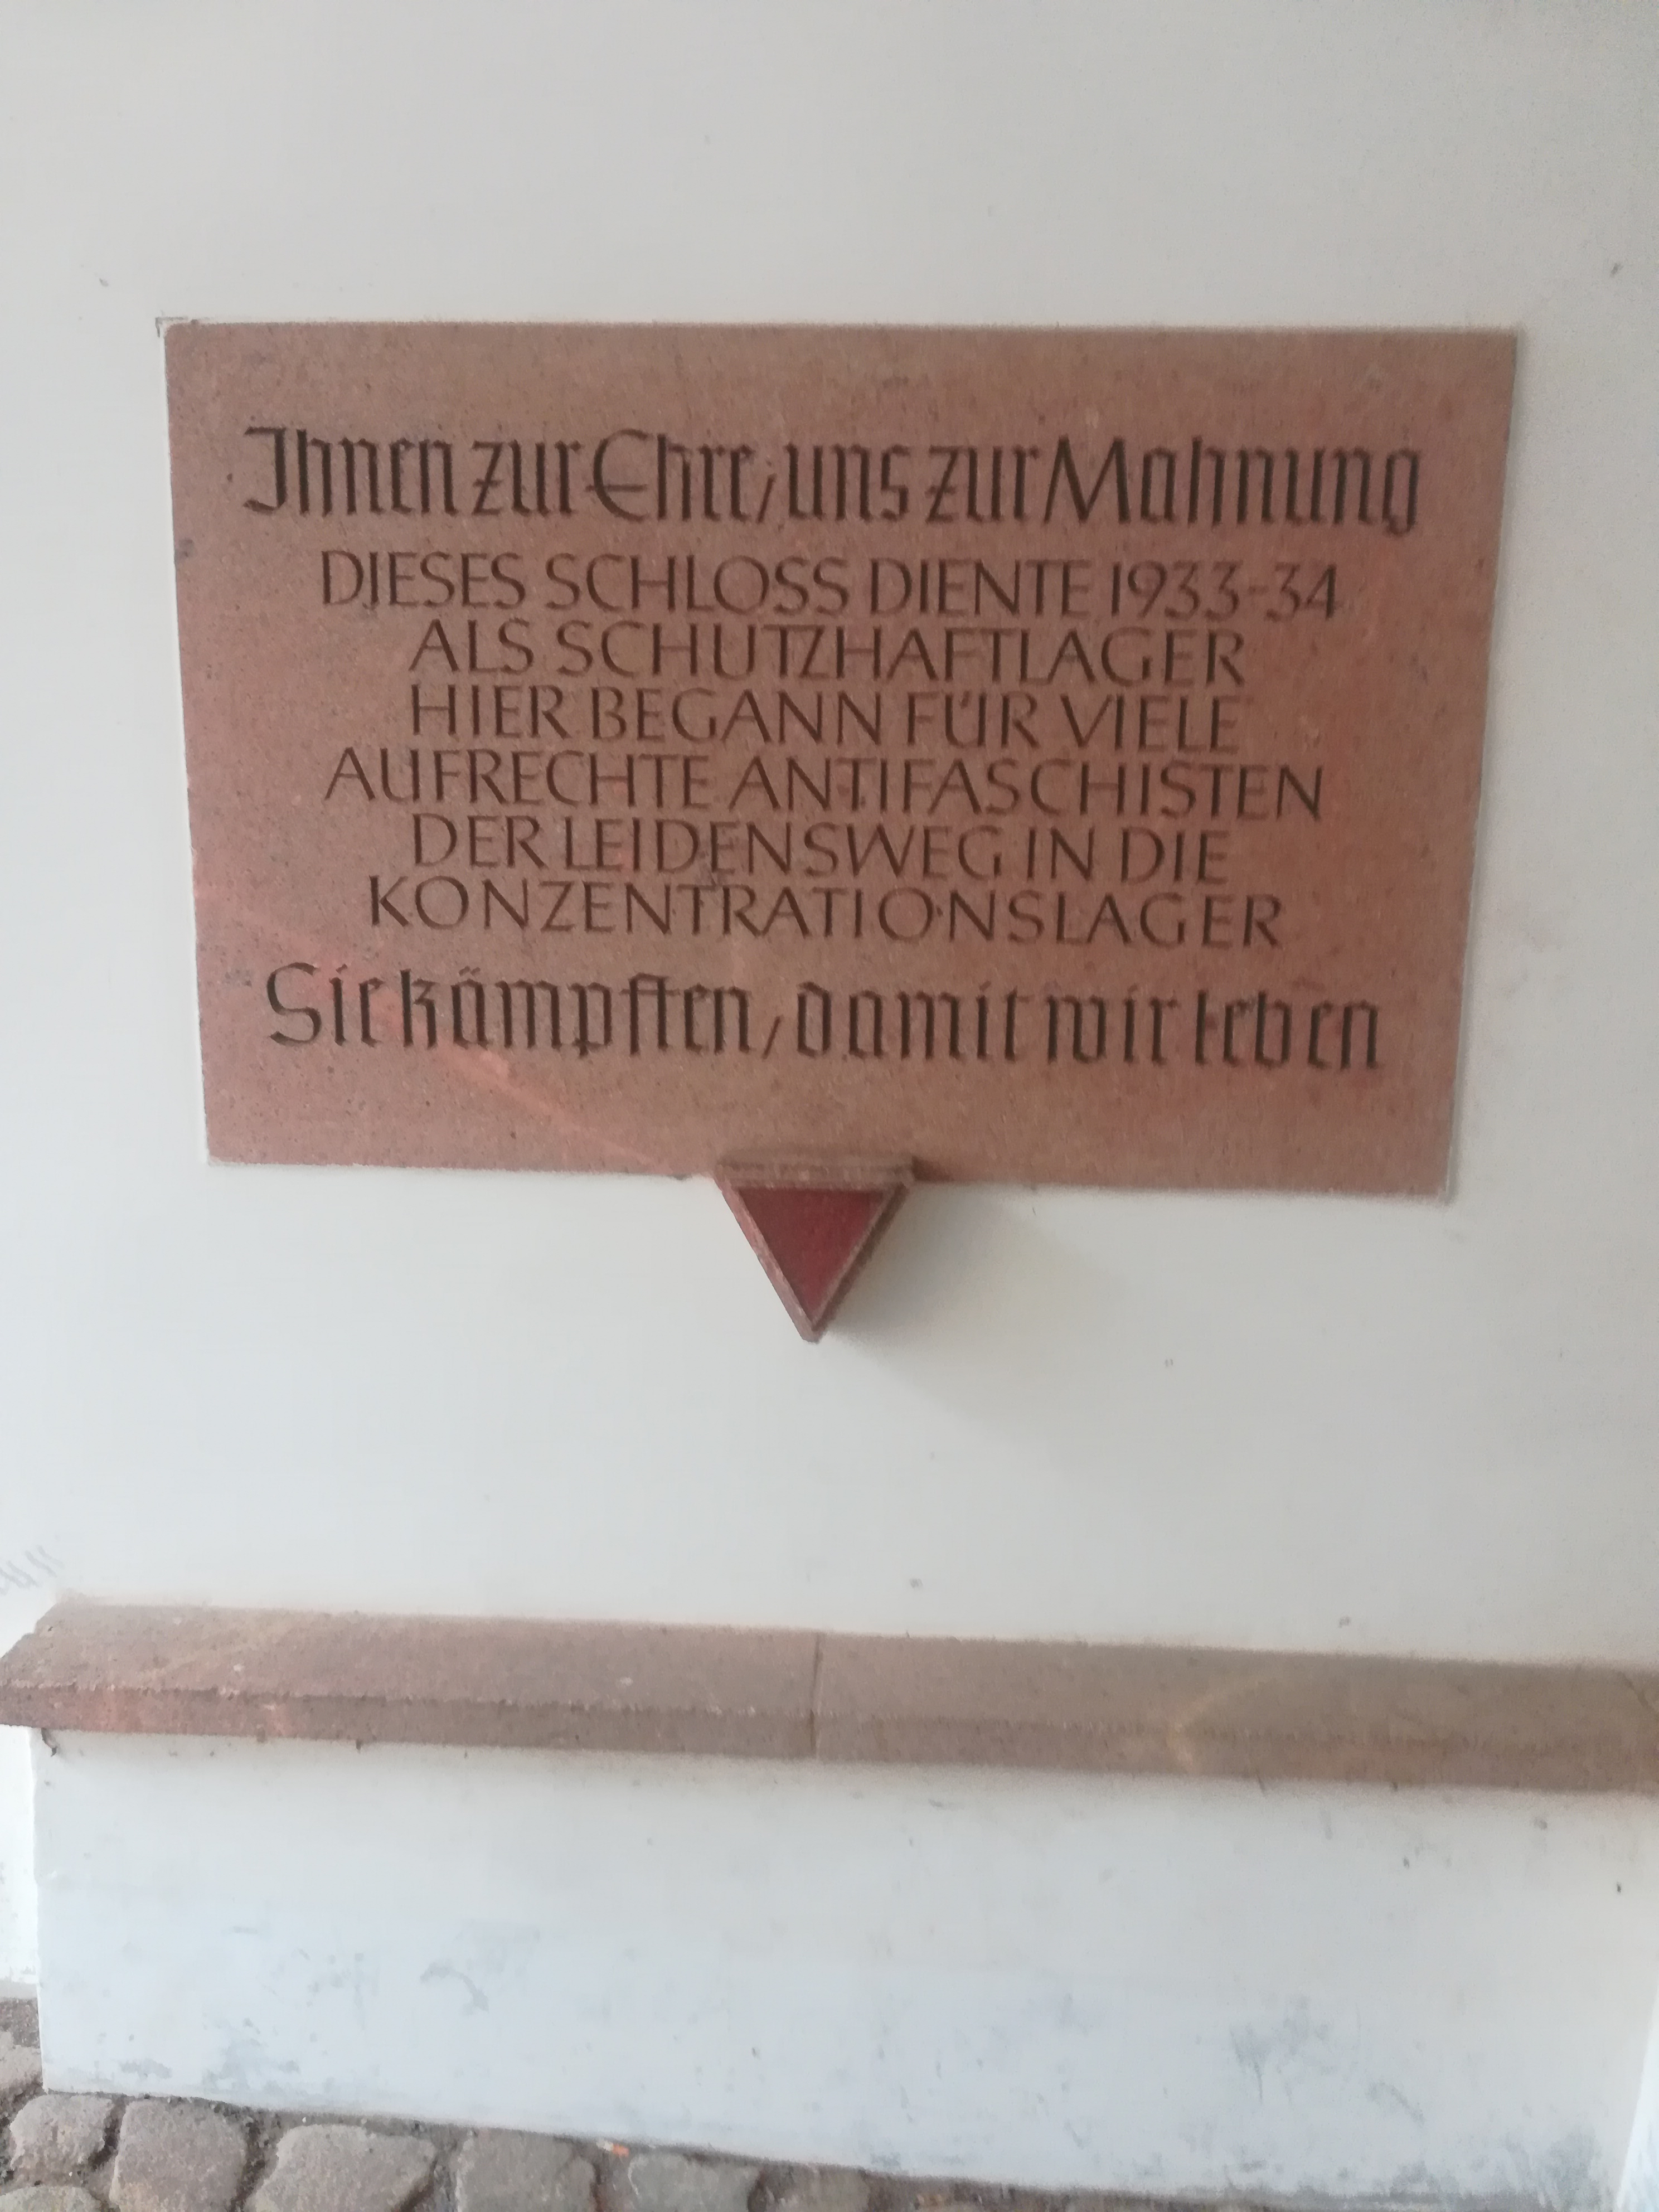 Ihnen zur Ehre, uns zur Mahnung
DIESES SCHLOSS DIENTE 1933-34
ALS SCHUTZHAFTLAGER
HIER BEGANN FÜR VIELE
AUFRECHTE ANTIFASCHISTEN
DER LEIDENSWEG IN DIE
KONZENTRATIONSLAGER
Sie kämpften, damit wir leben